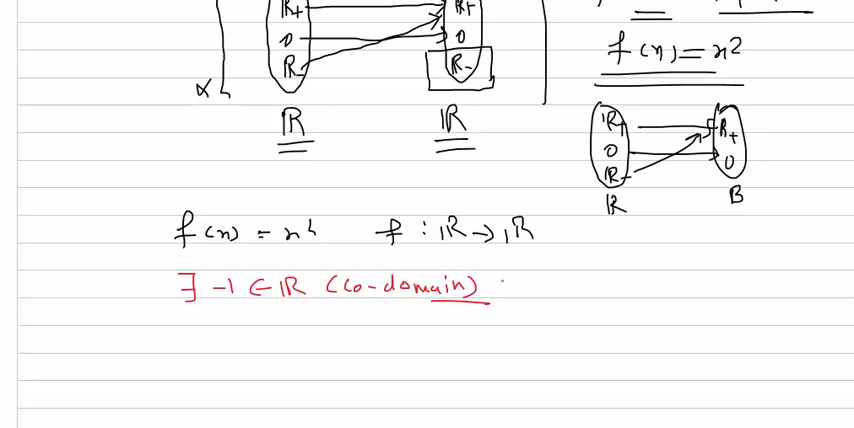 R+ R+
0 0
R- R-
R R
f(x) = x²
R+ R+
0 0
R-
R B
f(x) = x² f : R → R
∃ -1 ∈ R (co-domain)